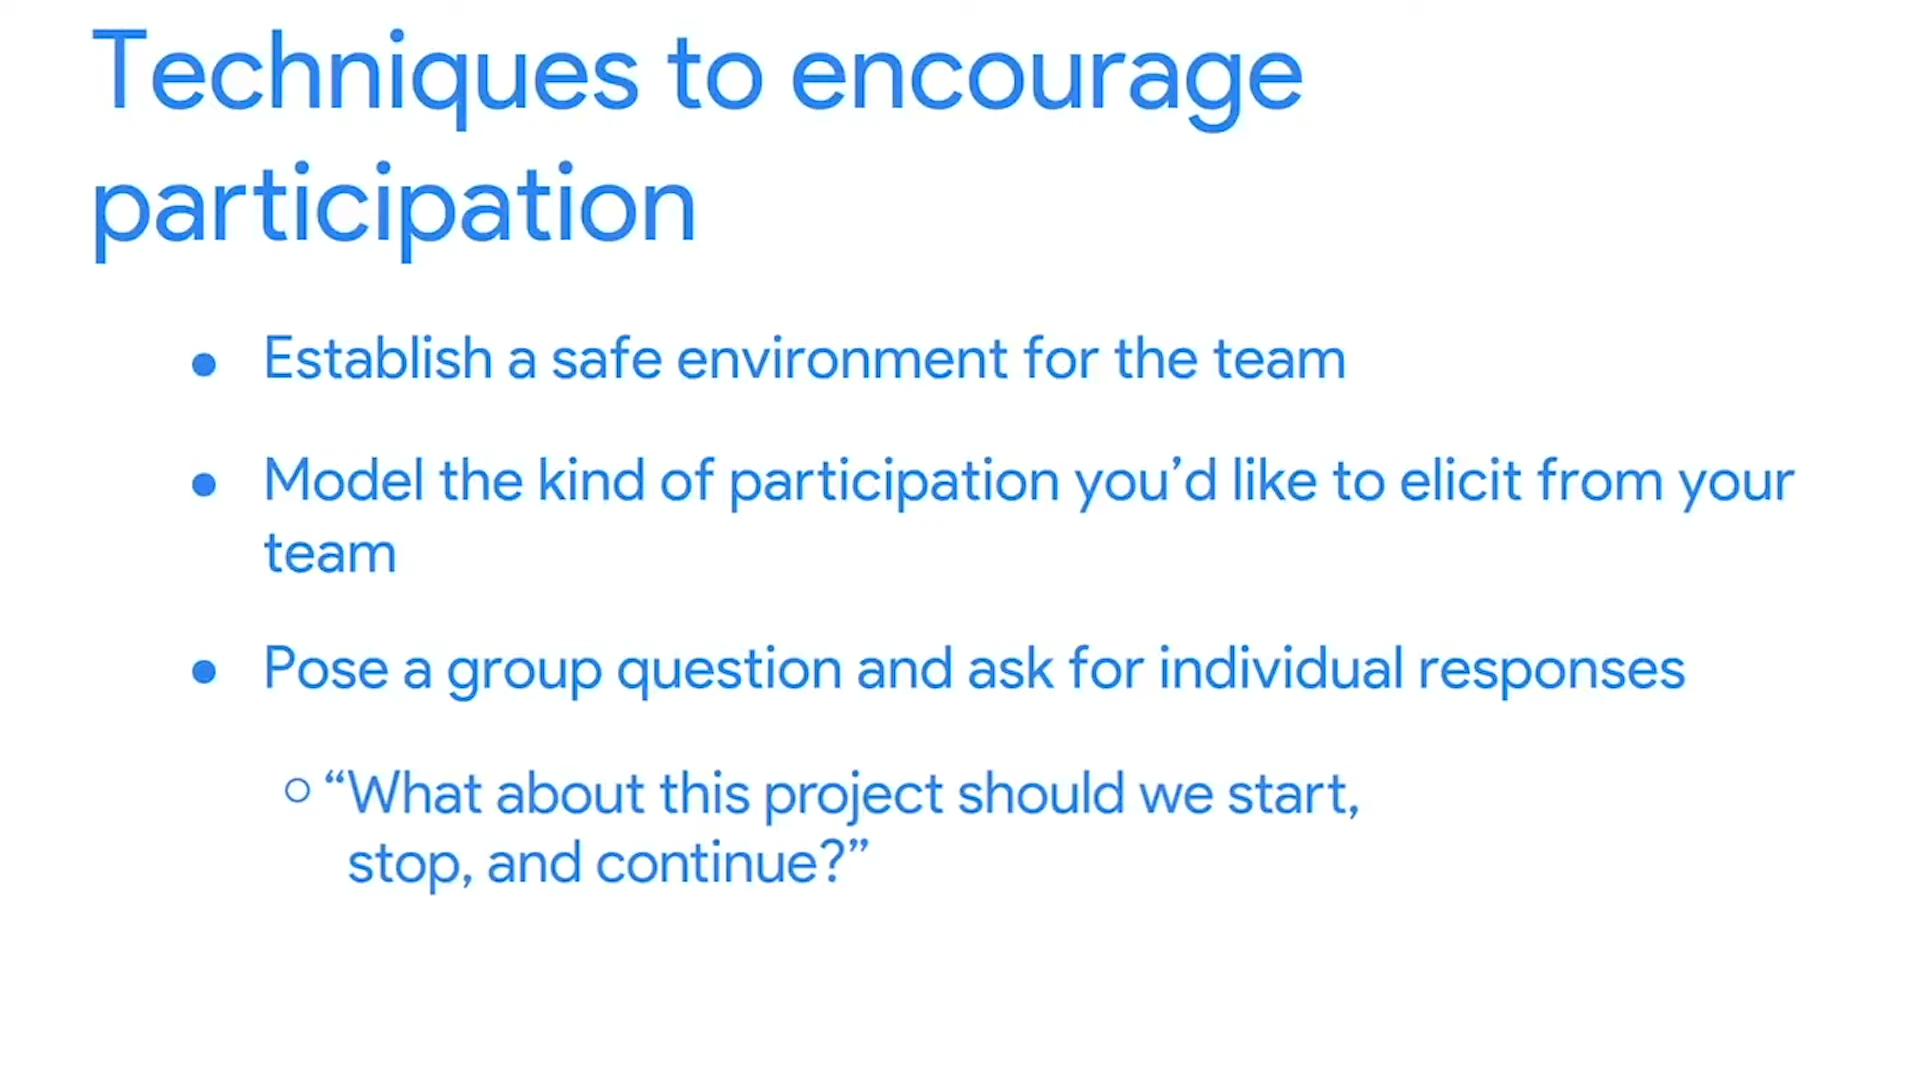 Techniques to encourage
participation
● Establish a safe environment for the team
● Model the kind of participation you’d like to elicit from your
team
● Pose a group question and ask for individual responses
○ “What about this project should we start,
stop, and continue?”